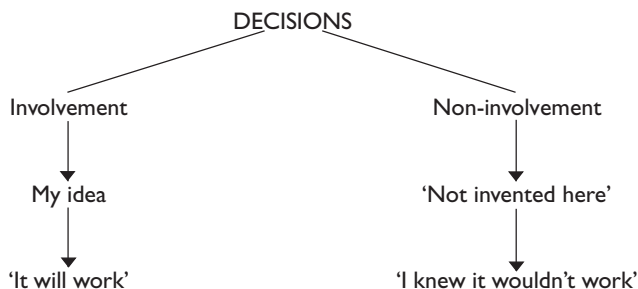 DECISIONS
Involvement
Non-involvement
My idea
‘Not invented here’
‘It will work’
‘I knew it wouldn’t work’